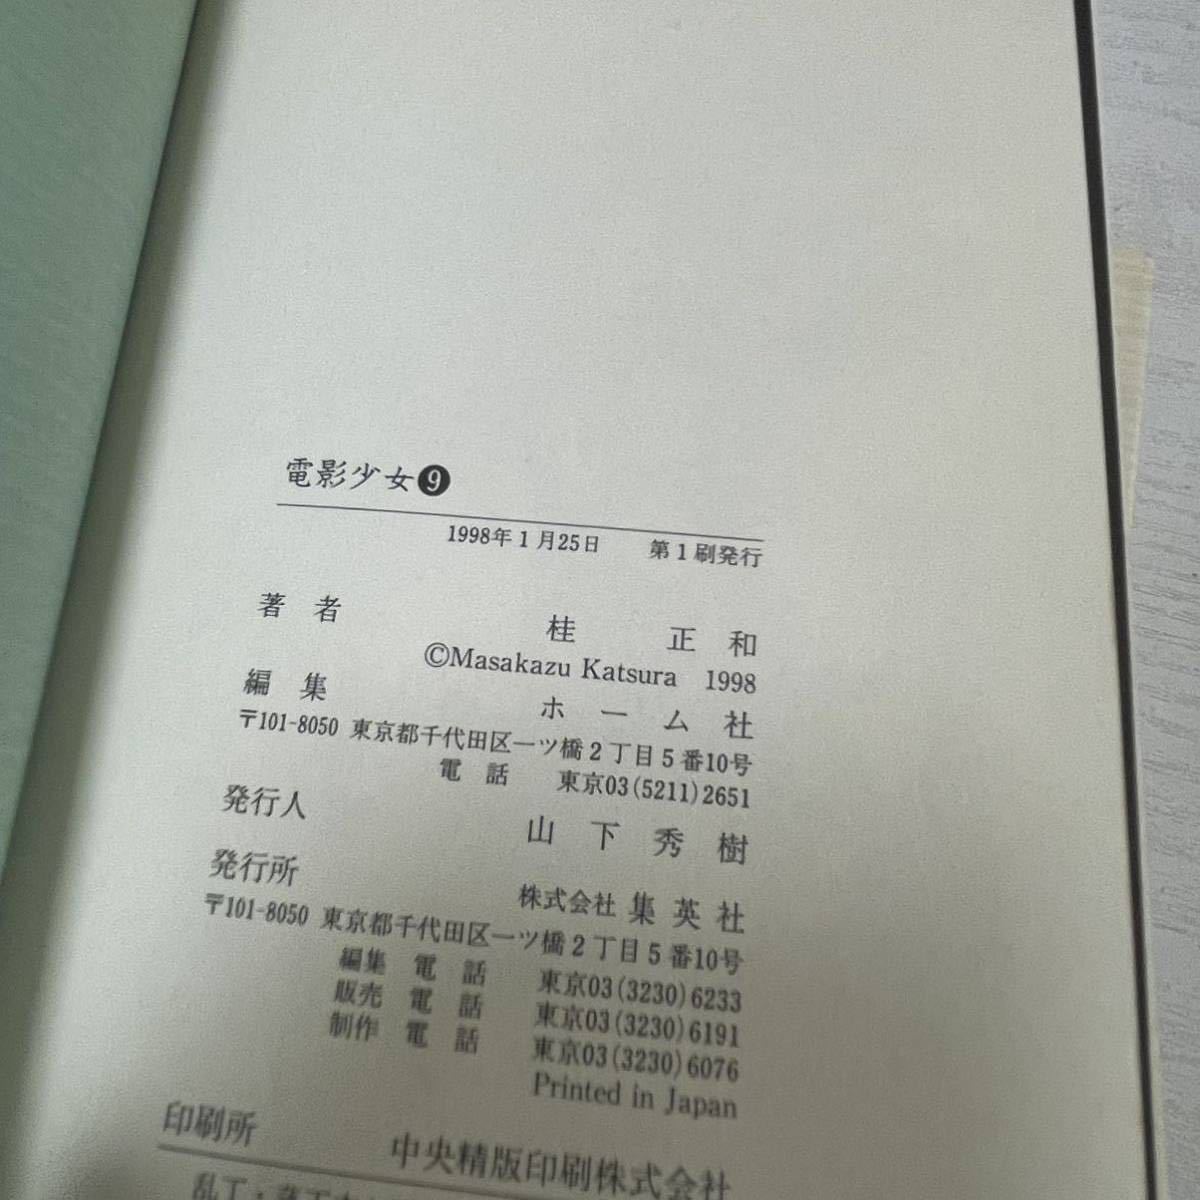 電影少女❾
1998年1月25日　第1刷発行
著者　桂正和
©Masakazu Katsura 1998
編集　ホーム社
〒101-8050 東京都千代田区一ツ橋2丁目5番10号
電話　東京03(5211)2651
発行人　山下秀樹
発行所　株式会社集英社
〒101-8050 東京都千代田区一ツ橋2丁目5番10号
編集電話　東京03(3230)6233
販売電話　東京03(3230)6191
制作電話　東京03(3230)6076
Printed in Japan
印刷所　中央精版印刷株式会社
乱丁・落丁